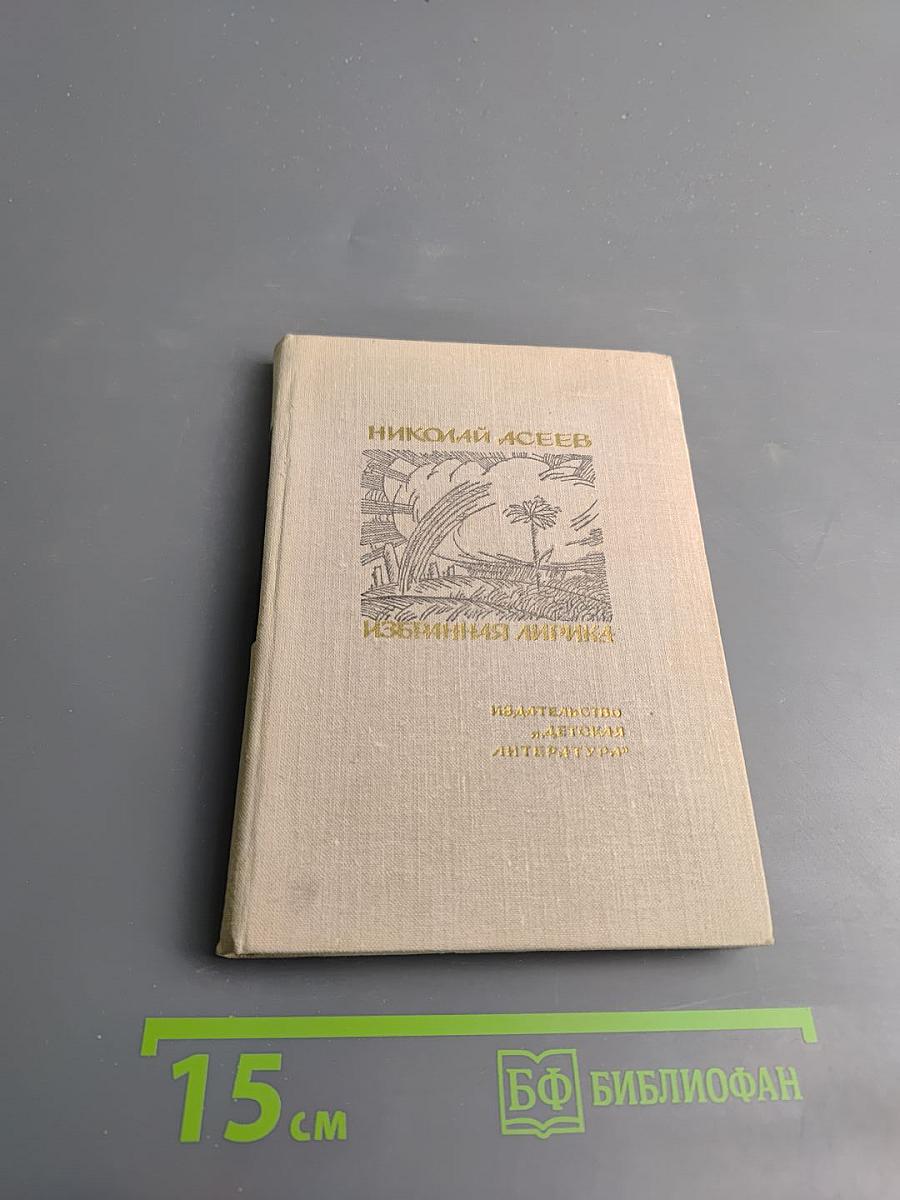 НИКОЛАЙ АСЕЕВ
ИЗБРАННАЯ ЛИРИКА
ИЗДАТЕЛЬСТВО
„ДЕТСКАЯ
ЛИТЕРАТУРА"
15 см
БФ БИБЛИОФАН